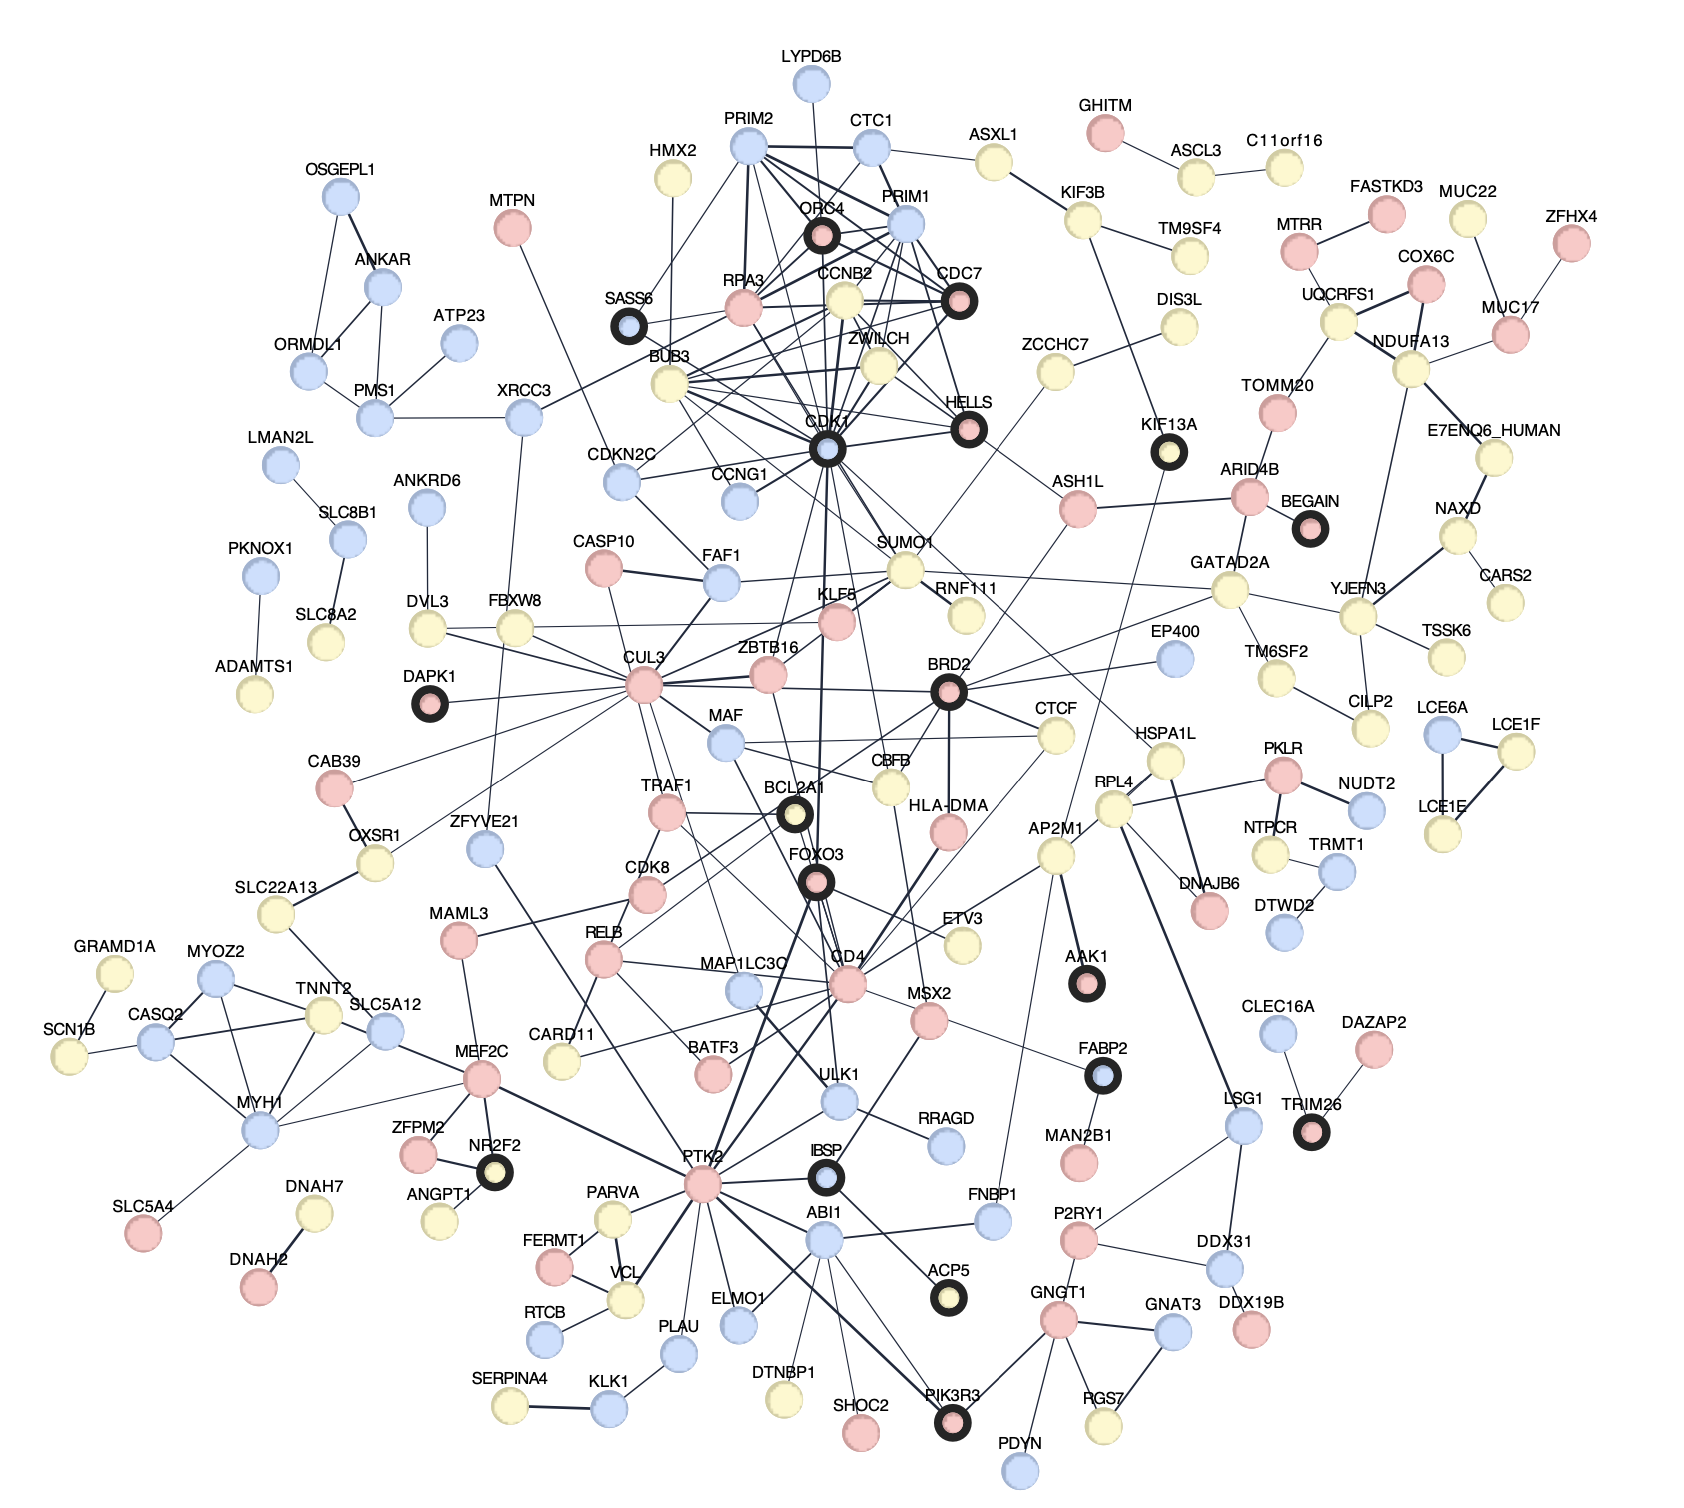 LYPD6B
GHITM
PRIM2
CTC1
ASXL1
C11orf16
HMX2
ASCL3
OSGEPL1
KIF3B
FASTKD3
MUC22
MTPN
PRIM1
ORC4
TM9SF4
MTRR
ZFHX4
ANKAR
COX6C
RPA3
CCNB2
CDC7
UQCRFS1
SASS6
DIS3L
MUC17
ATP23
ORMDL1
ZWILCH
ZCCHC7
NDUFA13
BUB3
PMS1
XRCC3
TOMM20
HELLS
CDK1
KIF13A
E7ENQ6_HUMAN
LMAN2L
CDKN2C
CCNG1
ARID4B
ANKRD6
ASH1L
BEGAIN
NAXD
SLC8B1
CASP10
SUMO1
PKNOX1
FAF1
GATAD2A
CARS2
RNF111
YJEFN3
SLC8A2
DVL3
FBXW8
KLF5
EP400
TSSK6
ADAMTS1
CUL3
ZBTB16
BRD2
TM6SF2
DAPK1
CTCF
CILP2
LCE6A
MAF
HSPA1L
LCE1F
CAB39
CBFB
PKLR
TRAF1
BCL2A1
RPL4
NUDT2
HLA-DMA
LCE1E
ZFYVE21
OXSR1
AP2M1
NTPCR
FOXO3
TRMT1
CDK8
SLC22A13
DNAJB6
MAML3
DTWD2
ETV3
RELB
GRAMD1A
MYOZ2
AAK1
MAP1LC3C
CD4
TNNT2
MSX2
SLC5A12
CLEC16A
SCN1B
CASQ2
DAZAP2
CARD11
BATF3
MEF2C
FABP2
ULK1
MYH1
LSG1
TRIM26
RRAGD
ZFPM2
NR2F2
MAN2B1
IBSP
PTK2
DNAH7
ANGPT1
PARVA
FNBP1
SLC5A4
ABI1
P2RY1
FERMT1
DDX31
DNAH2
VCL
ACP5
ELMO1
GNGT1
GNAT3
DDX19B
RTCB
PLAU
SERPINA4
KLK1
DTNBP1
PIK3R3
RGS7
SHOC2
PDYN